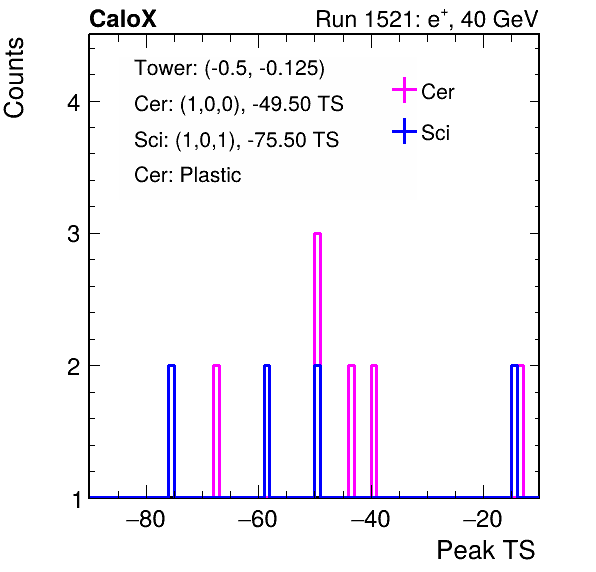 CaloX Run 1521: e⁺, 40 GeV
Counts
Tower: (-0.5, -0.125)
Cer: (1,0,0), -49.50 TS
Sci: (1,0,1), -75.50 TS
Cer: Plastic
Cer
Sci
4
3
2
1
−80 −60 −40 −20
Peak TS